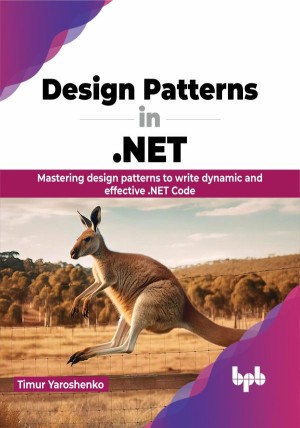 Design Patterns
in
.NET
Mastering design patterns to write dynamic and
effective .NET Code
Timur Yaroshenko
bpb